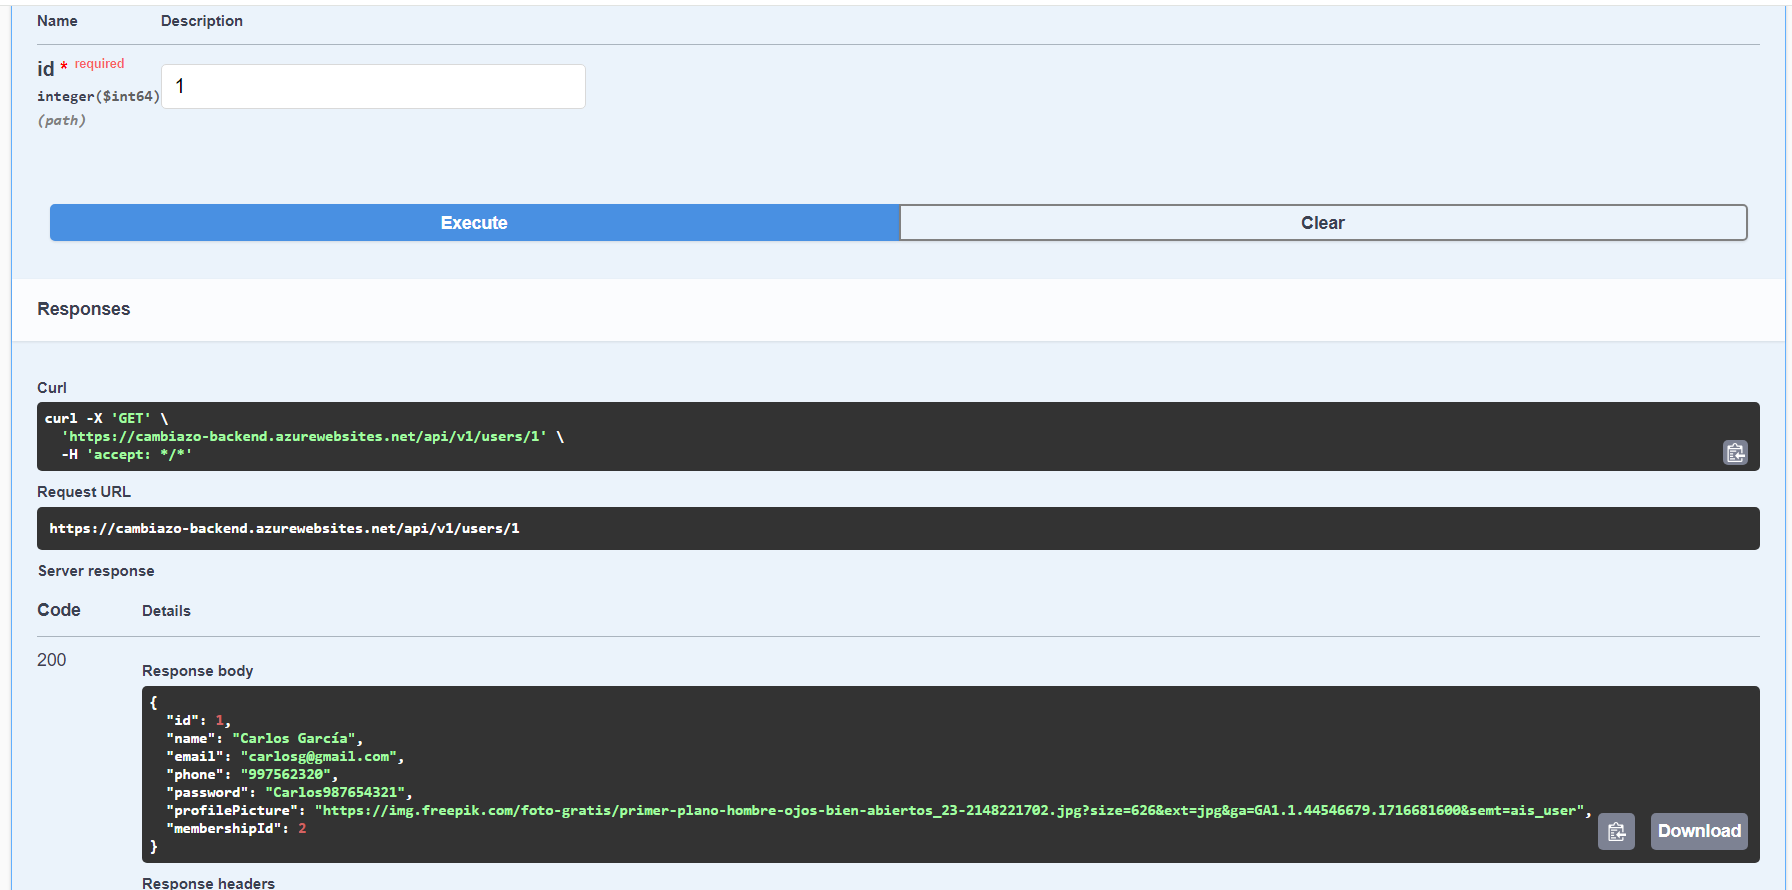 Name Description
id * required
integer($int64)
(path)
1
Execute Clear
Responses
Curl
curl -X 'GET' \
  'https://cambiazo-backend.azurewebsites.net/api/v1/users/1' \
  -H 'accept: */*'
Request URL
https://cambiazo-backend.azurewebsites.net/api/v1/users/1
Server response
Code Details
200
Response body
{
  "id": 1,
  "name": "Carlos García",
  "email": "carlosg@gmail.com",
  "phone": "997562320",
  "password": "Carlos987654321",
  "profilePicture": "https://img.freepik.com/foto-gratis/primer-plano-hombre-ojos-bien-abiertos_23-2148221702.jpg?size=626&ext=jpg&ga=GA1.1.44546679.1716681600&semt=ais_user",
  "membershipId": 2
}
Download
Response headers